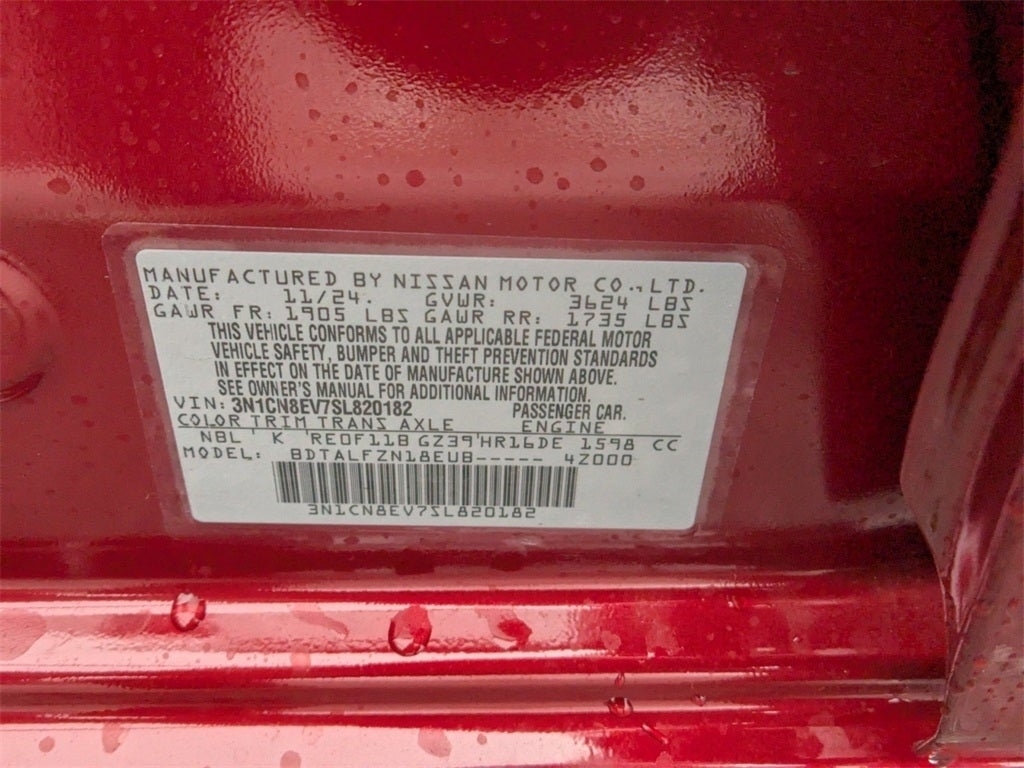 MANUFACTURED BY NISSAN MOTOR CO., LTD.
DATE: 11/24. GVWR: 3624 LBS
GAWR FR: 1905 LBS GAWR RR: 1735 LBS
THIS VEHICLE CONFORMS TO ALL APPLICABLE FEDERAL MOTOR
VEHICLE SAFETY, BUMPER AND THEFT PREVENTION STANDARDS
IN EFFECT ON THE DATE OF MANUFACTURE SHOWN ABOVE.
SEE OWNER'S MANUAL FOR ADDITIONAL INFORMATION.
VIN: 3N1CN8EV7SL820182 PASSENGER CAR.
COLOR TRIM TRANS AXLE ENGINE
NBL ' K 'RE0F11B GZ39'HR16DE 1598 CC
MODEL: BDTALFZN18EUB----- 4Z000
3N1CN8EV7SL820182